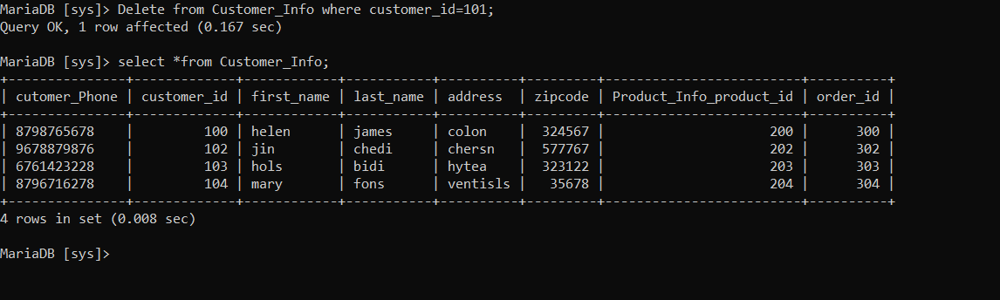 MariaDB [sys]> Delete from Customer_Info where customer_id=101;
Query OK, 1 row affected (0.167 sec)
MariaDB [sys]> select *from Customer_Info;
+--------------+-------------+------------+-----------+----------+---------+-------------------------+----------+
| cutomer_Phone | customer_id | first_name | last_name | address | zipcode | Product_Info_product_id | order_id |
+--------------+-------------+------------+-----------+----------+---------+-------------------------+----------+
| 8798765678 | 100 | helen | james | colon | 324567 | 200 | 300 |
| 9678879876 | 102 | jin | chedi | chersn | 577767 | 202 | 302 |
| 6761423228 | 103 | hols | bidi | hytea | 323122 | 203 | 303 |
| 8796716278 | 104 | mary | fons | ventisls | 35678 | 204 | 304 |
+--------------+-------------+------------+-----------+----------+---------+-------------------------+----------+
4 rows in set (0.008 sec)
MariaDB [sys]>